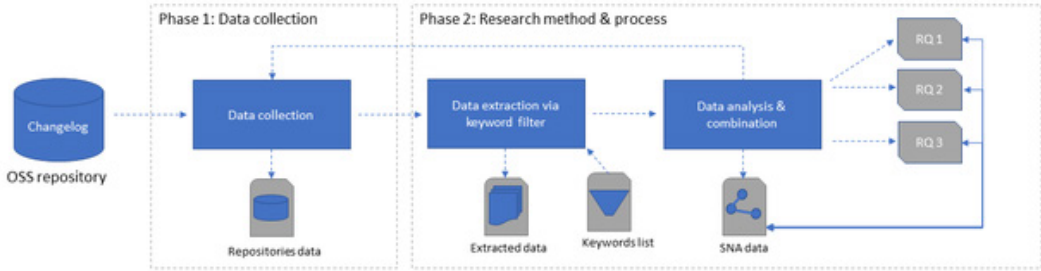 Phase 1: Data collection
Phase 2: Research method & process
RQ 1
RQ 2
RQ 3
Changelog
OSS repository
Data collection
Data extraction via
keyword filter
Data analysis &
combination
Repositories data
Extracted data
Keywords list
SNA data